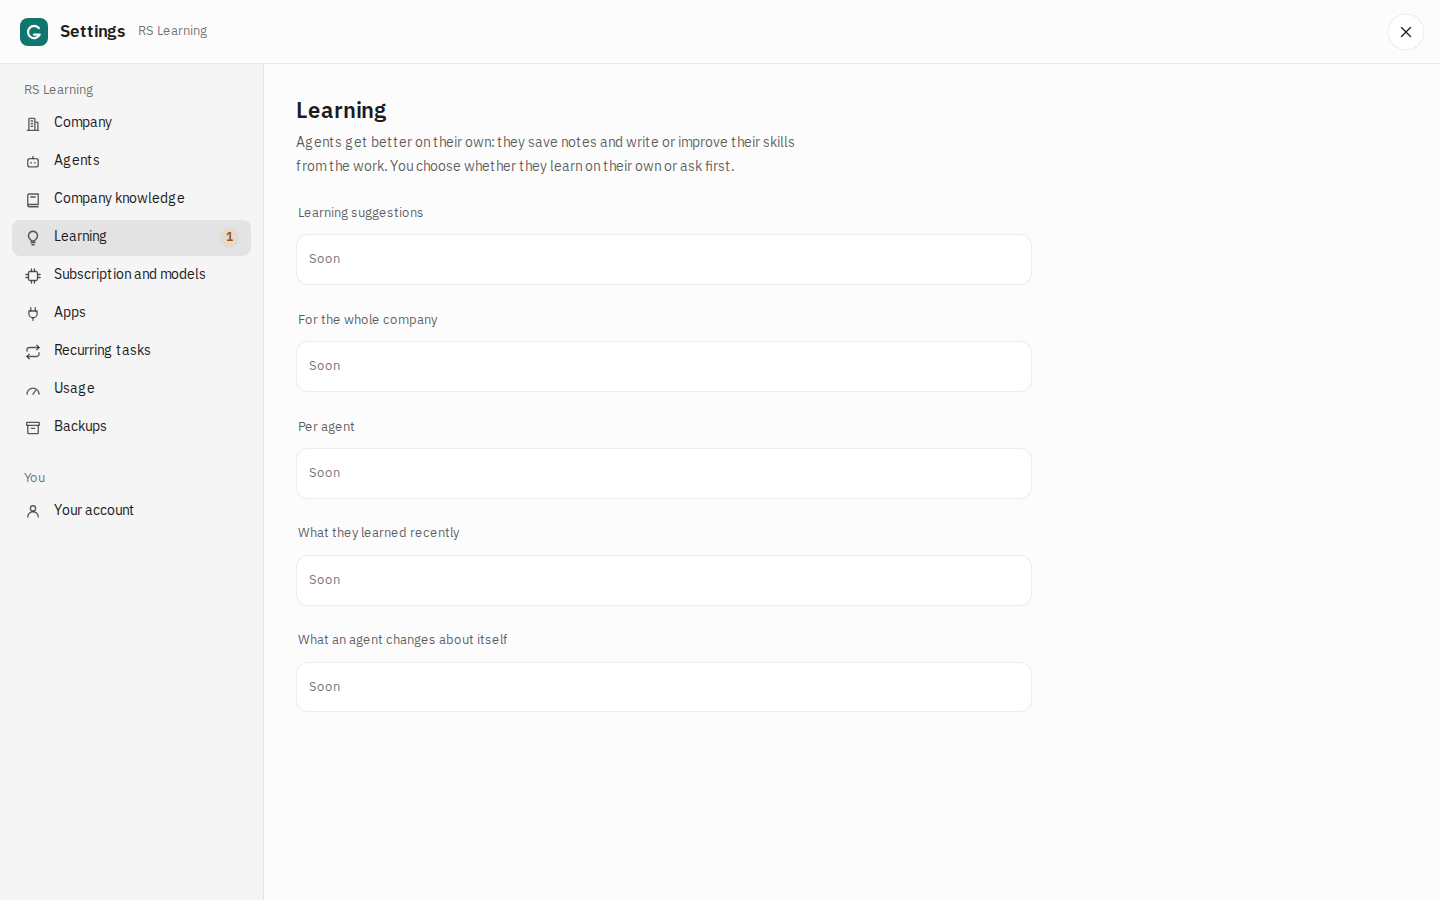 Settings RS Learning
RS Learning
Company
Agents
Company knowledge
Learning 1
Subscription and models
Apps
Recurring tasks
Usage
Backups
You
Your account
Learning
Agents get better on their own: they save notes and write or improve their skills
from the work. You choose whether they learn on their own or ask first.
Learning suggestions
Soon
For the whole company
Soon
Per agent
Soon
What they learned recently
Soon
What an agent changes about itself
Soon